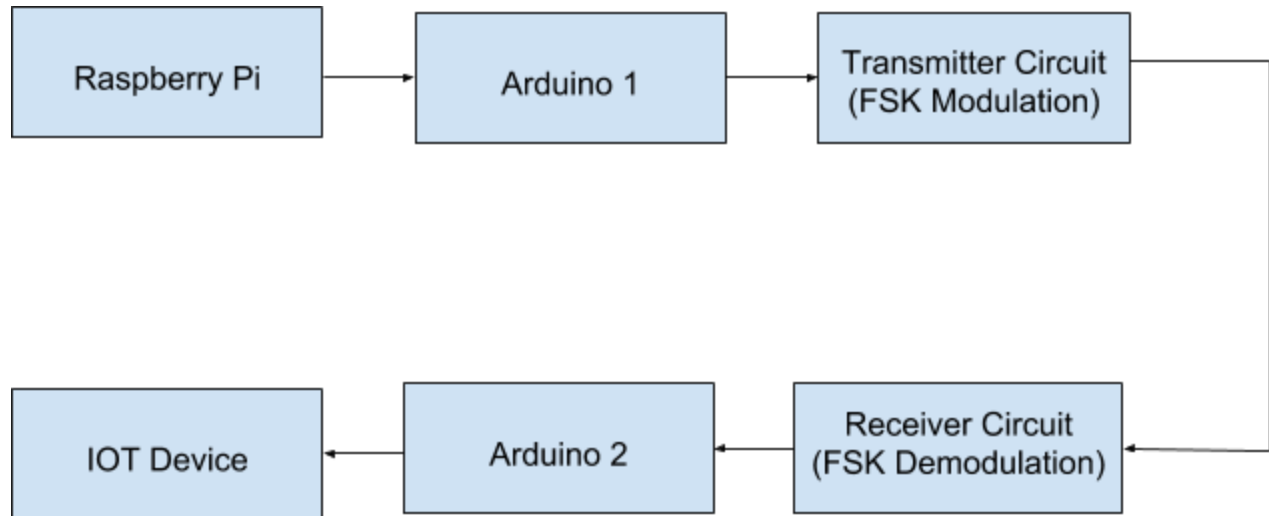 Raspberry Pi
Arduino 1
Transmitter Circuit
(FSK Modulation)
IOT Device
Arduino 2
Receiver Circuit
(FSK Demodulation)